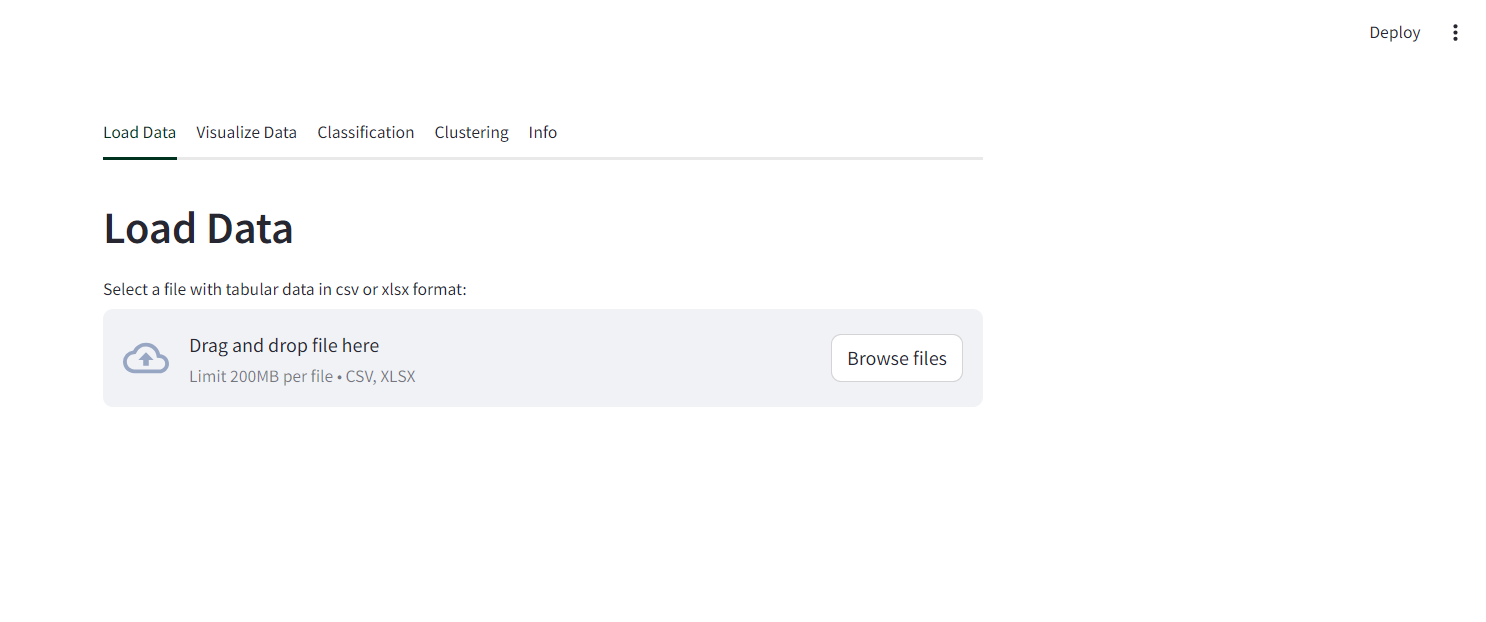 Deploy
Load Data Visualize Data Classification Clustering Info
Load Data
Select a file with tabular data in csv or xlsx format:
Drag and drop file here
Limit 200MB per file • CSV, XLSX
Browse files